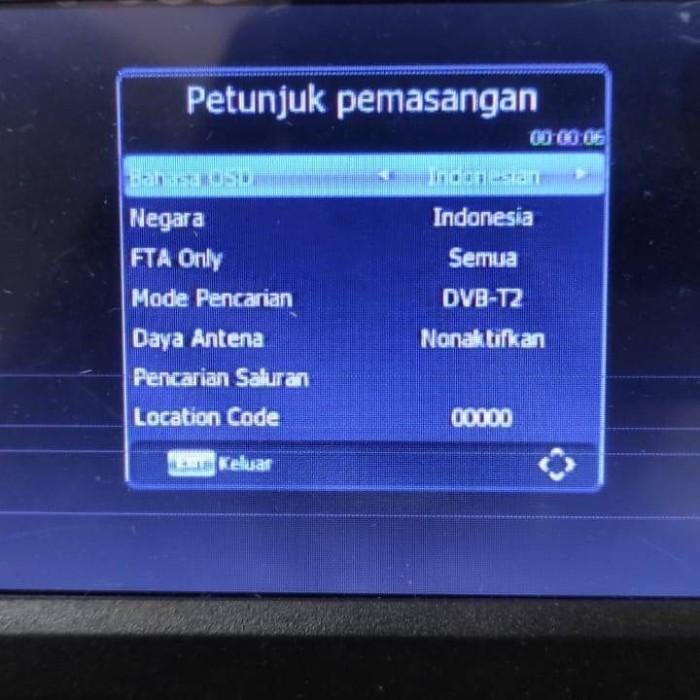 Petunjuk pemasangan
00:00:06
Bahasa OSD Indonesian
Negara Indonesia
FTA Only Semua
Mode Pencarian DVB-T2
Daya Antena Nonaktifkan
Pencarian Saluran
Location Code 00000
EXIT Keluar